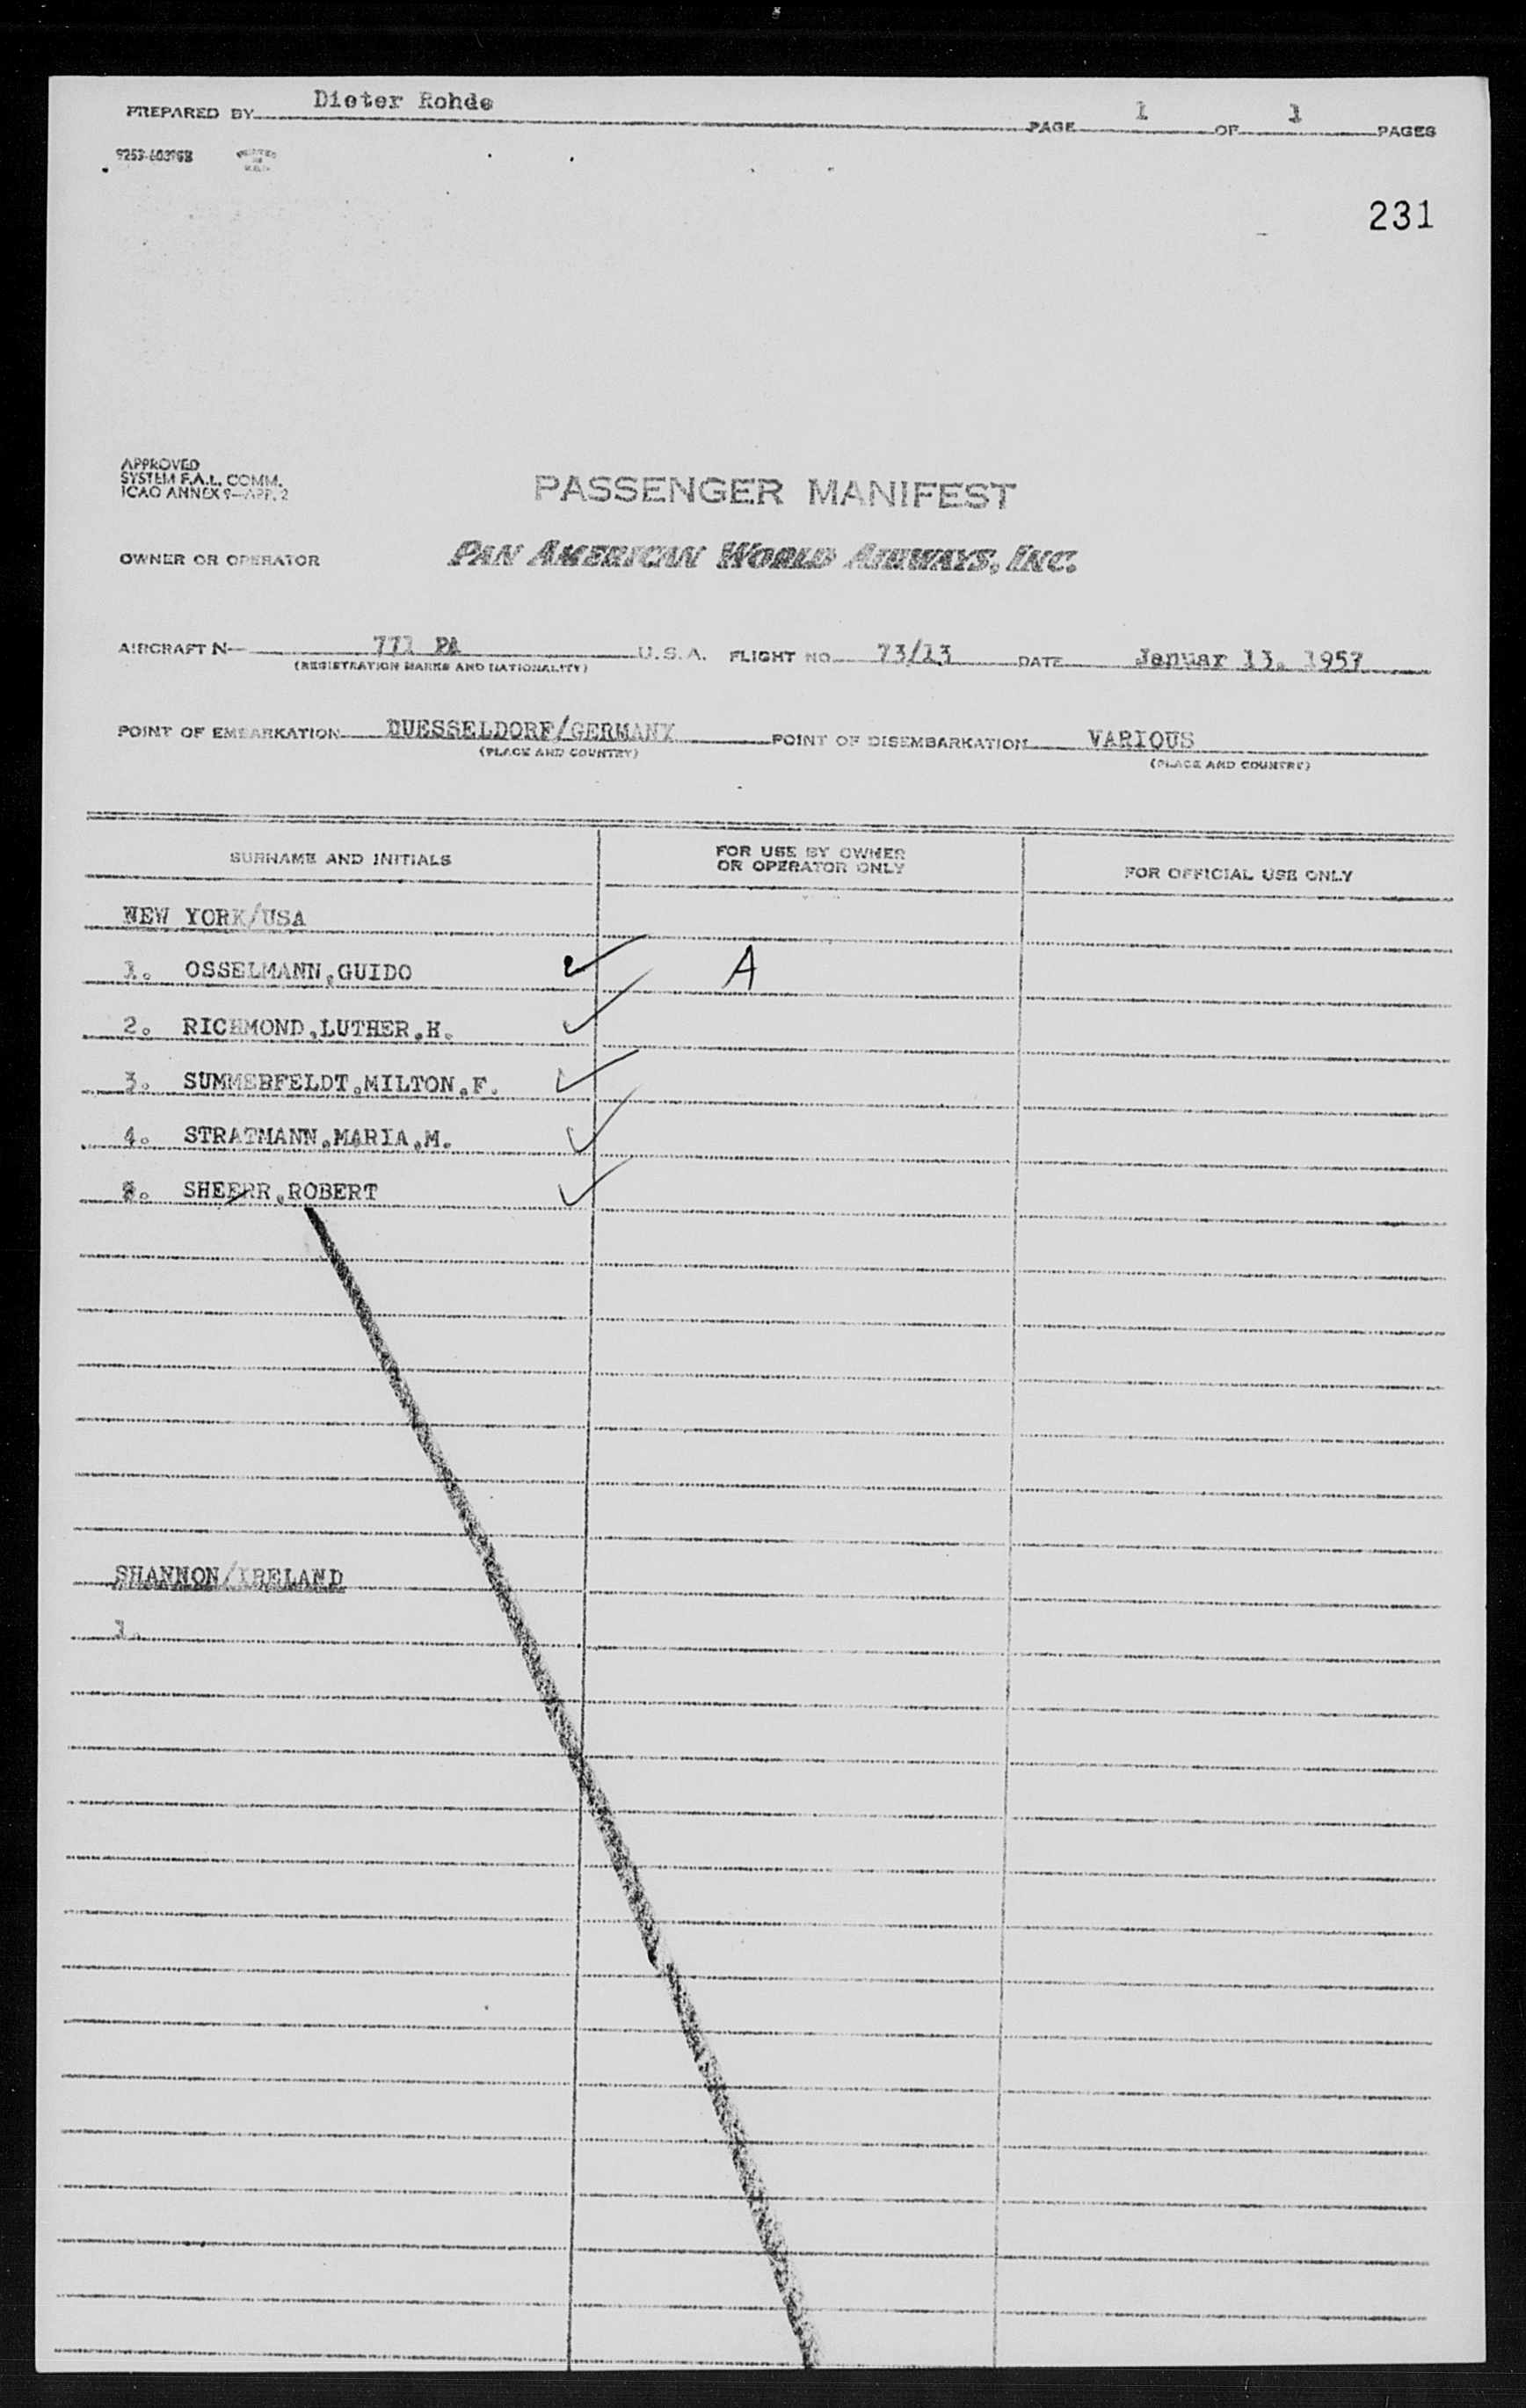 PREPARED BY Dieter Rohde PAGE 1 OF 1 PAGES
PRINTED IN
231
APPROVED
SYSTEM F.A.L. COMM.
ICAO ANNEX 9—APP. 2
PASSENGER MANIFEST
OWNER OR OPERATOR PAN AMERICAN WORLD AIRWAYS, INC.
AIRCRAFT N- 771 PA U.S.A. FLIGHT NO. 73/13 DATE Januar 13. 1957
(REGISTRATION MARKS AND NATIONALITY)
POINT OF EMBARKATION DUESSELDORF/GERMANY POINT OF DISEMBARKATION VARIOUS
(PLACE AND COUNTRY) (PLACE AND COUNTRY)
SURNAME AND INITIALS FOR USE BY OWNER OR OPERATOR ONLY FOR OFFICIAL USE ONLY
NEW YORK/USA
1. OSSELMANN,GUIDO A
2. RICHMOND,LUTHER,H.
3. SUMMERFELDT,MILTON,F.
4. STRATMANN,MARIA,M.
SHEERR,ROBERT
SHANNON/IRELAND
1.